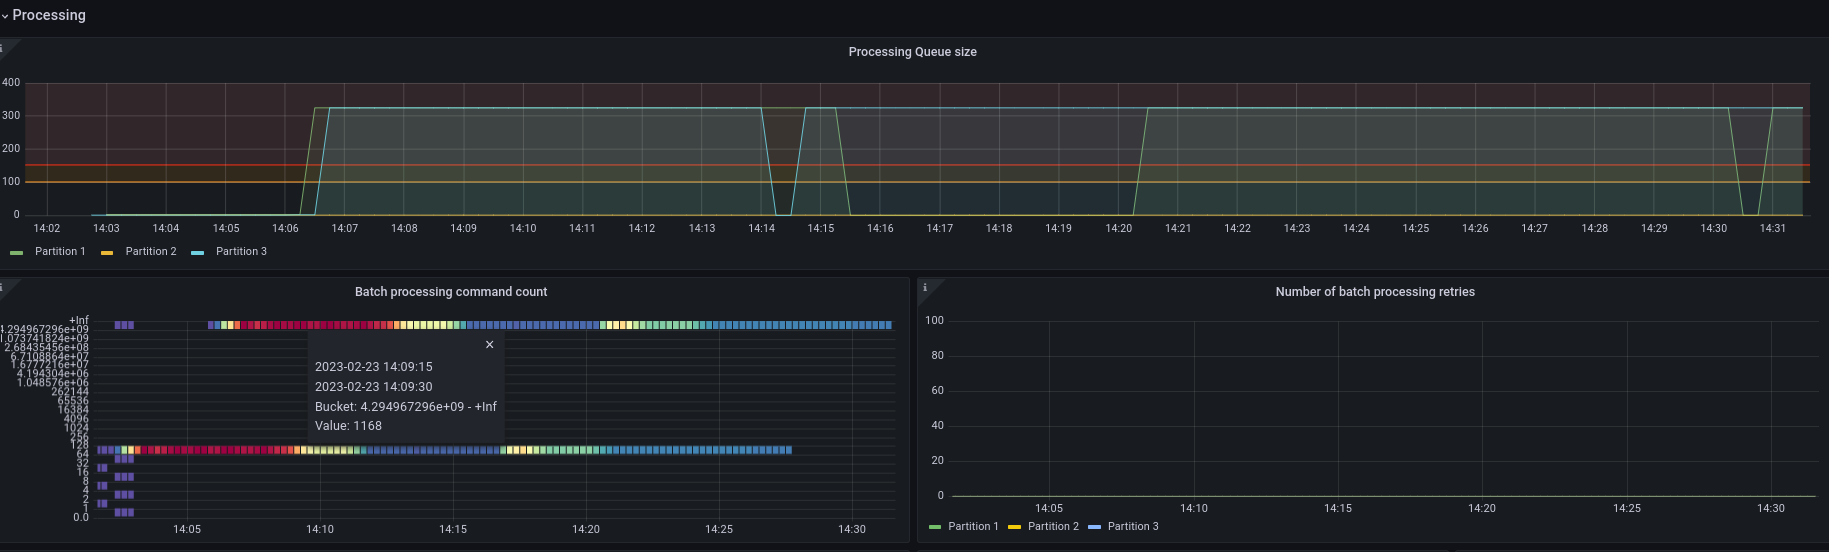 Processing
Processing Queue size
400
300
200
100
0
14:02 14:03 14:04 14:05 14:06 14:07 14:08 14:09 14:10 14:11 14:12 14:13 14:14 14:15 14:16 14:17 14:18 14:19 14:20 14:21 14:22 14:23 14:24 14:25 14:26 14:27 14:28 14:29 14:30 14:31
Partition 1 Partition 2 Partition 3
Batch processing command count
+Inf
4.294967296e+09
1.073741824e+09
2.68435456e+08
6.7108864e+07
1.6777216e+07
4.194304e+06
1.048576e+06
262144
65536
16384
4096
1024
256
128
64
32
16
8
4
2
1
0.0
14:05 14:10 14:15 14:20 14:25 14:30
×
2023-02-23 14:09:15
2023-02-23 14:09:30
Bucket: 4.294967296e+09 - +Inf
Value: 1168
i
Number of batch processing retries
100
80
60
40
20
0
14:05 14:10 14:15 14:20 14:25 14:30
Partition 1 Partition 2 Partition 3